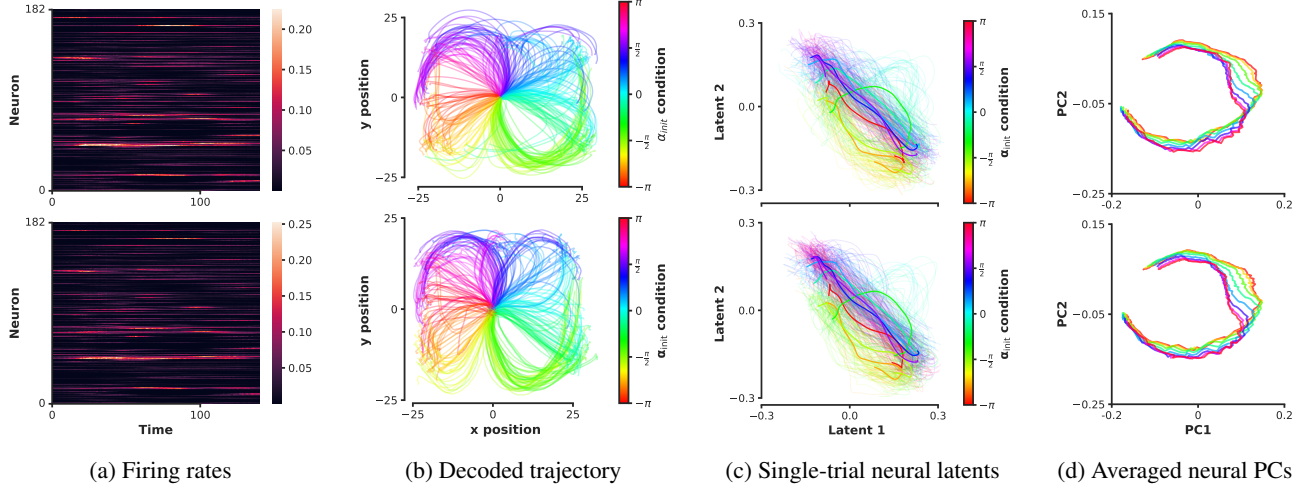 182
Neuron
0
0
100
0.20
0.15
0.10
0.05
0.00
25
0
−25
y position
−25
0
25
π
π/2
0
−π/2
−π
α_init condition
0.3
0.0
−0.3
Latent 2
π
π/2
0
−π/2
−π
α_init condition
0.15
−0.05
−0.25
PC2
−0.2
0
0.2
182
Neuron
0
0
100
Time
0.25
0.20
0.15
0.10
0.05
0.00
25
0
−25
y position
−25
0
25
x position
π
π/2
0
−π/2
−π
α_init condition
0.3
0.0
−0.3
Latent 2
−0.3
0.0
0.3
Latent 1
π
π/2
0
−π/2
−π
α_init condition
0.15
−0.05
−0.25
PC2
−0.2
0
0.2
PC1
(a) Firing rates
(b) Decoded trajectory
(c) Single-trial neural latents
(d) Averaged neural PCs